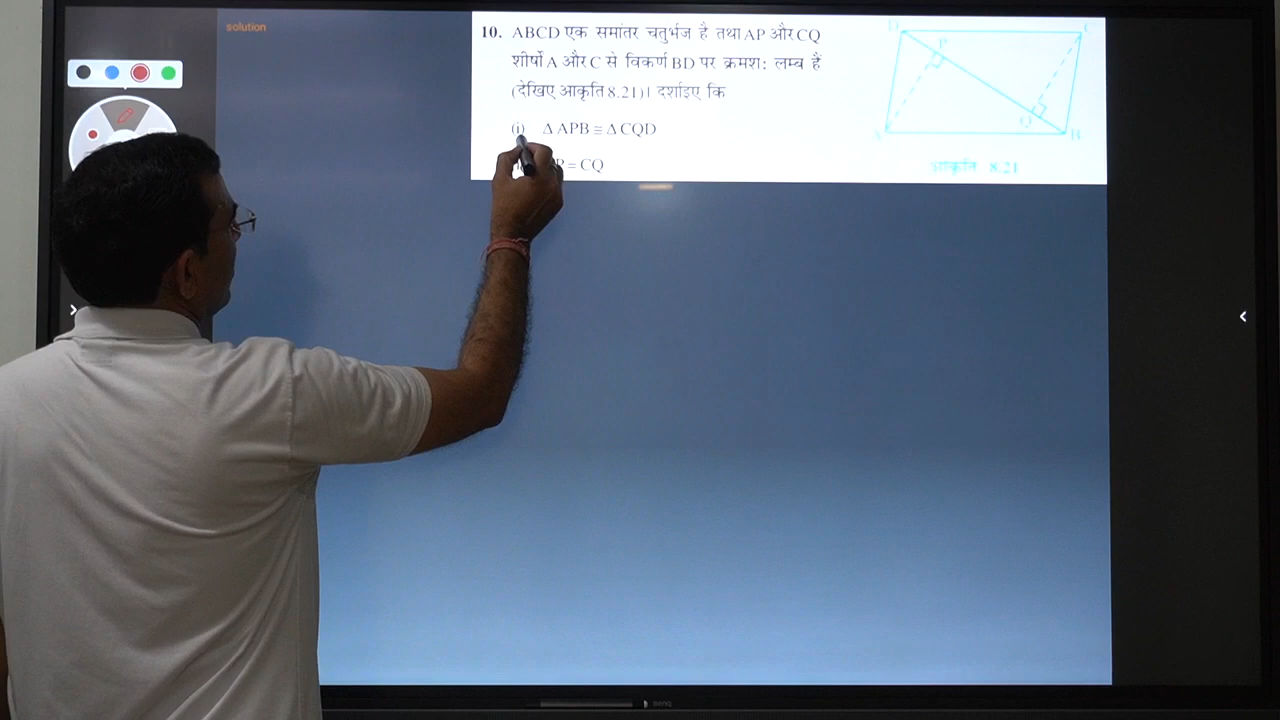 solution
10. ABCD एक समांतर चतुर्भुज है तथा AP और CQ
शीर्षों A और C से विकर्ण BD पर क्रमश: लम्ब हैं
(देखिए आकृति 8.21)। दर्शाइए कि
(i) Δ APB ≅ Δ CQD
= CQ
D
C
P
Q
A
B
आकृति 8.21
BenQ